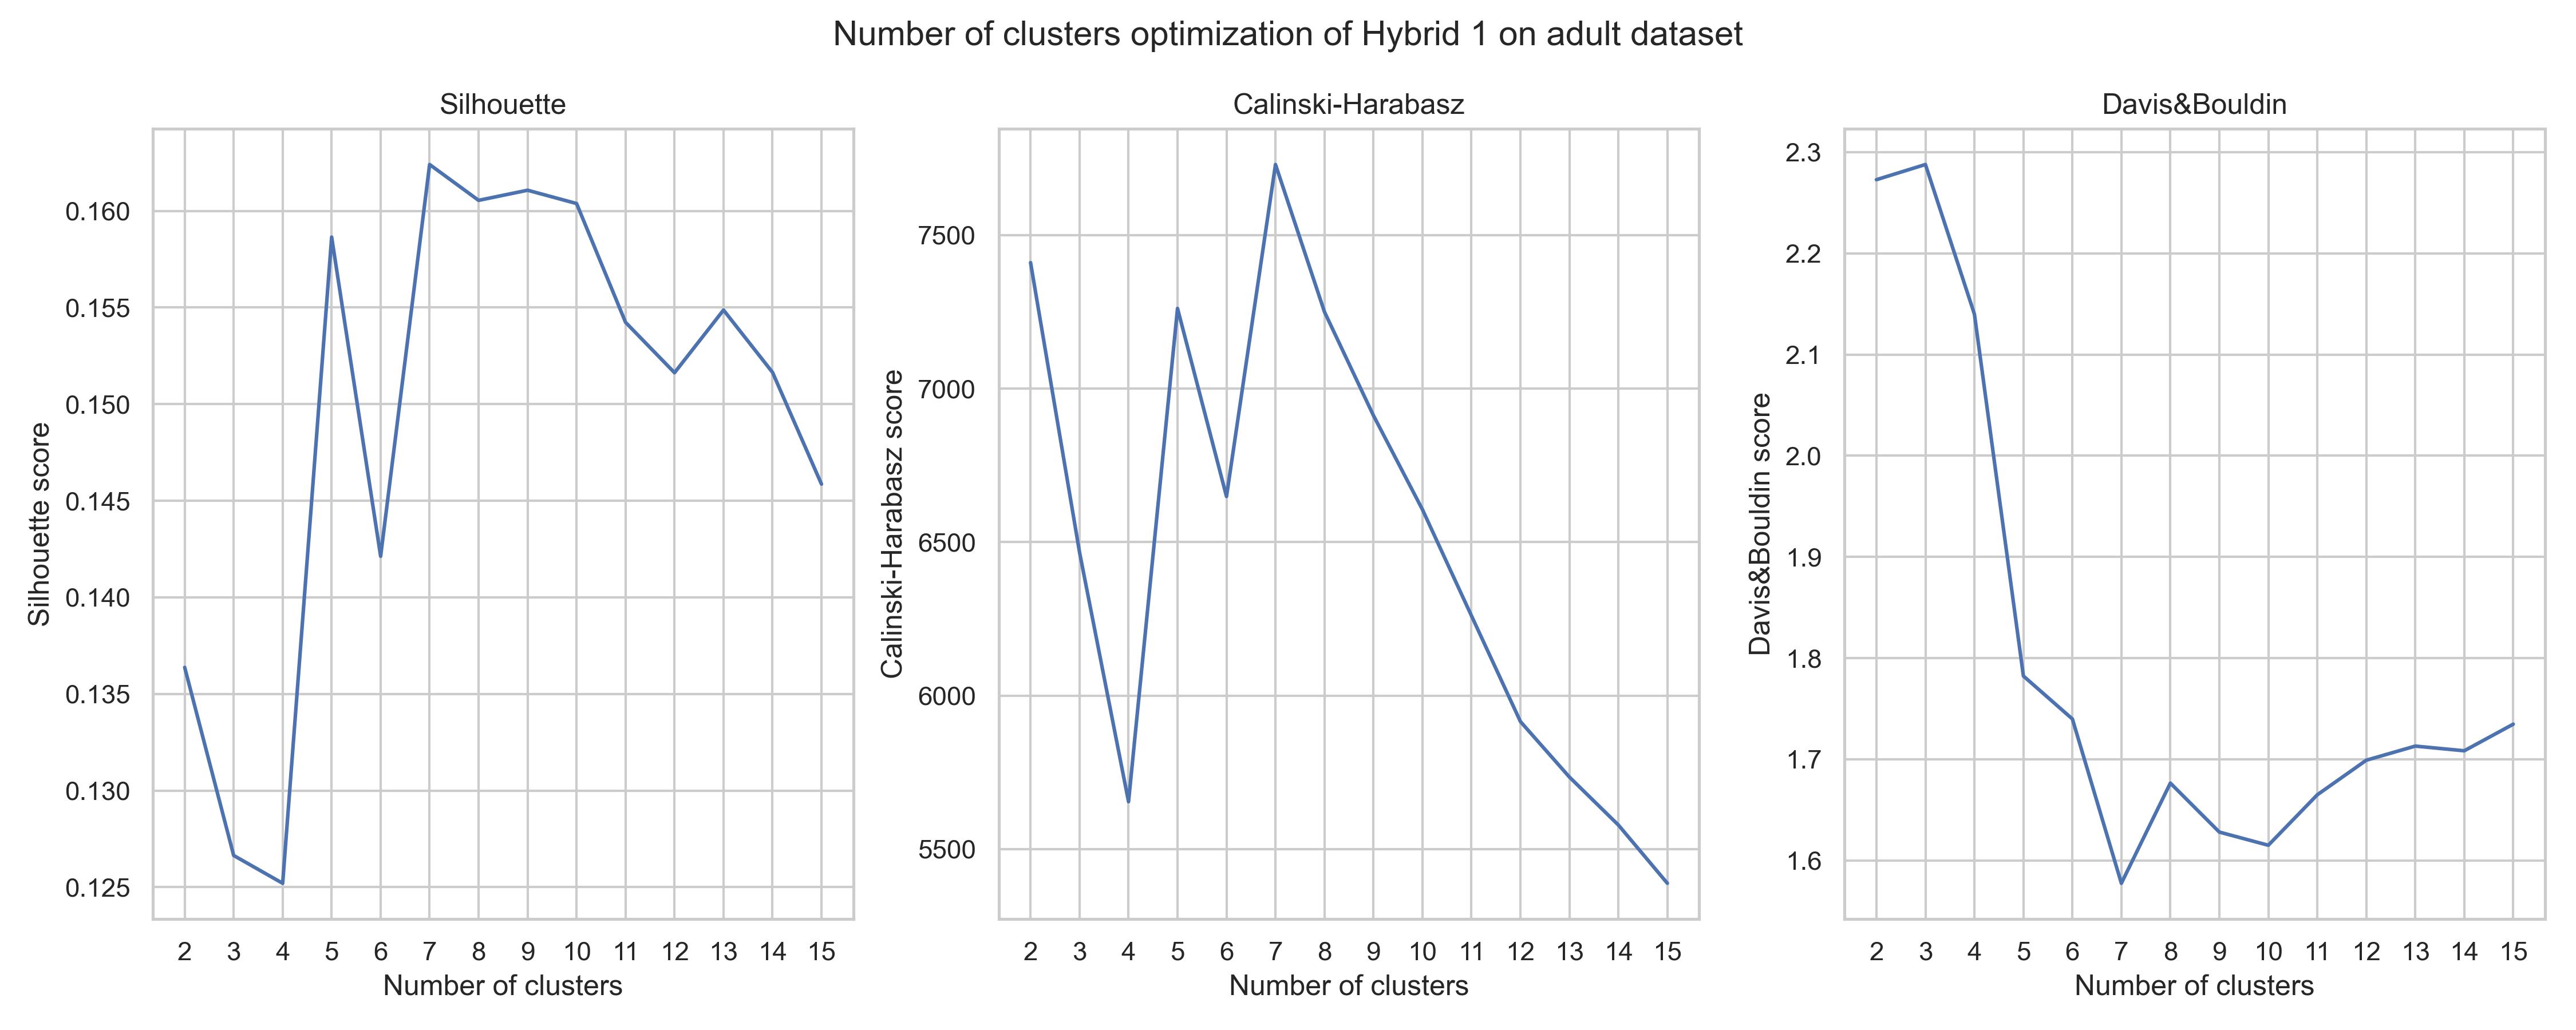 Number of clusters optimization of Hybrid 1 on adult dataset
Silhouette
Silhouette score
0.160
0.155
0.150
0.145
0.140
0.135
0.130
0.125
2 3 4 5 6 7 8 9 10 11 12 13 14 15
Number of clusters
Calinski-Harabasz
Calinski-Harabasz score
7500
7000
6500
6000
5500
2 3 4 5 6 7 8 9 10 11 12 13 14 15
Number of clusters
Davis&Bouldin
Davis&Bouldin score
2.3
2.2
2.1
2.0
1.9
1.8
1.7
1.6
2 3 4 5 6 7 8 9 10 11 12 13 14 15
Number of clusters